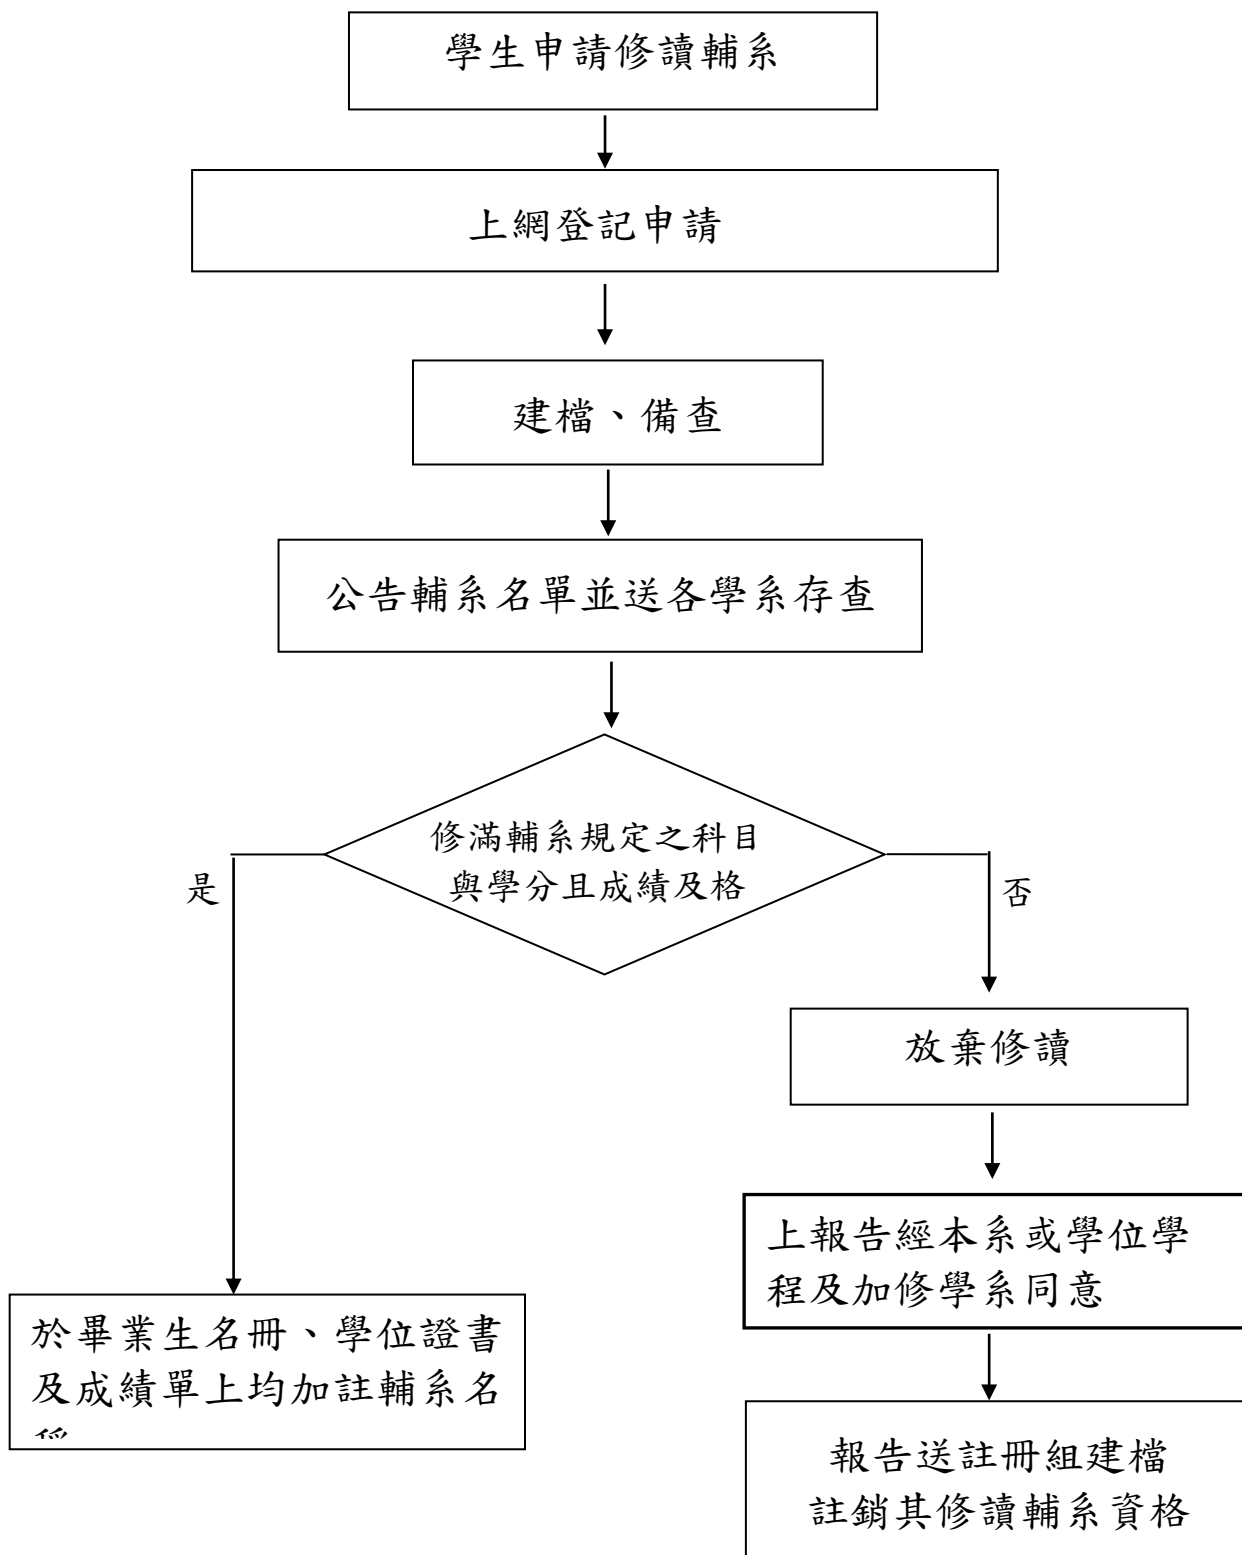 學生申請修讀輔系
上網登記申請
建檔、備查
公告輔系名單並送各學系存查
修滿輔系規定之科目
與學分且成績及格
是
否
放棄修讀
上報告經本系或學位學
程及加修學系同意
於畢業生名冊、學位證書
及成績單上均加註輔系名
報告送註冊組建檔
註銷其修讀輔系資格